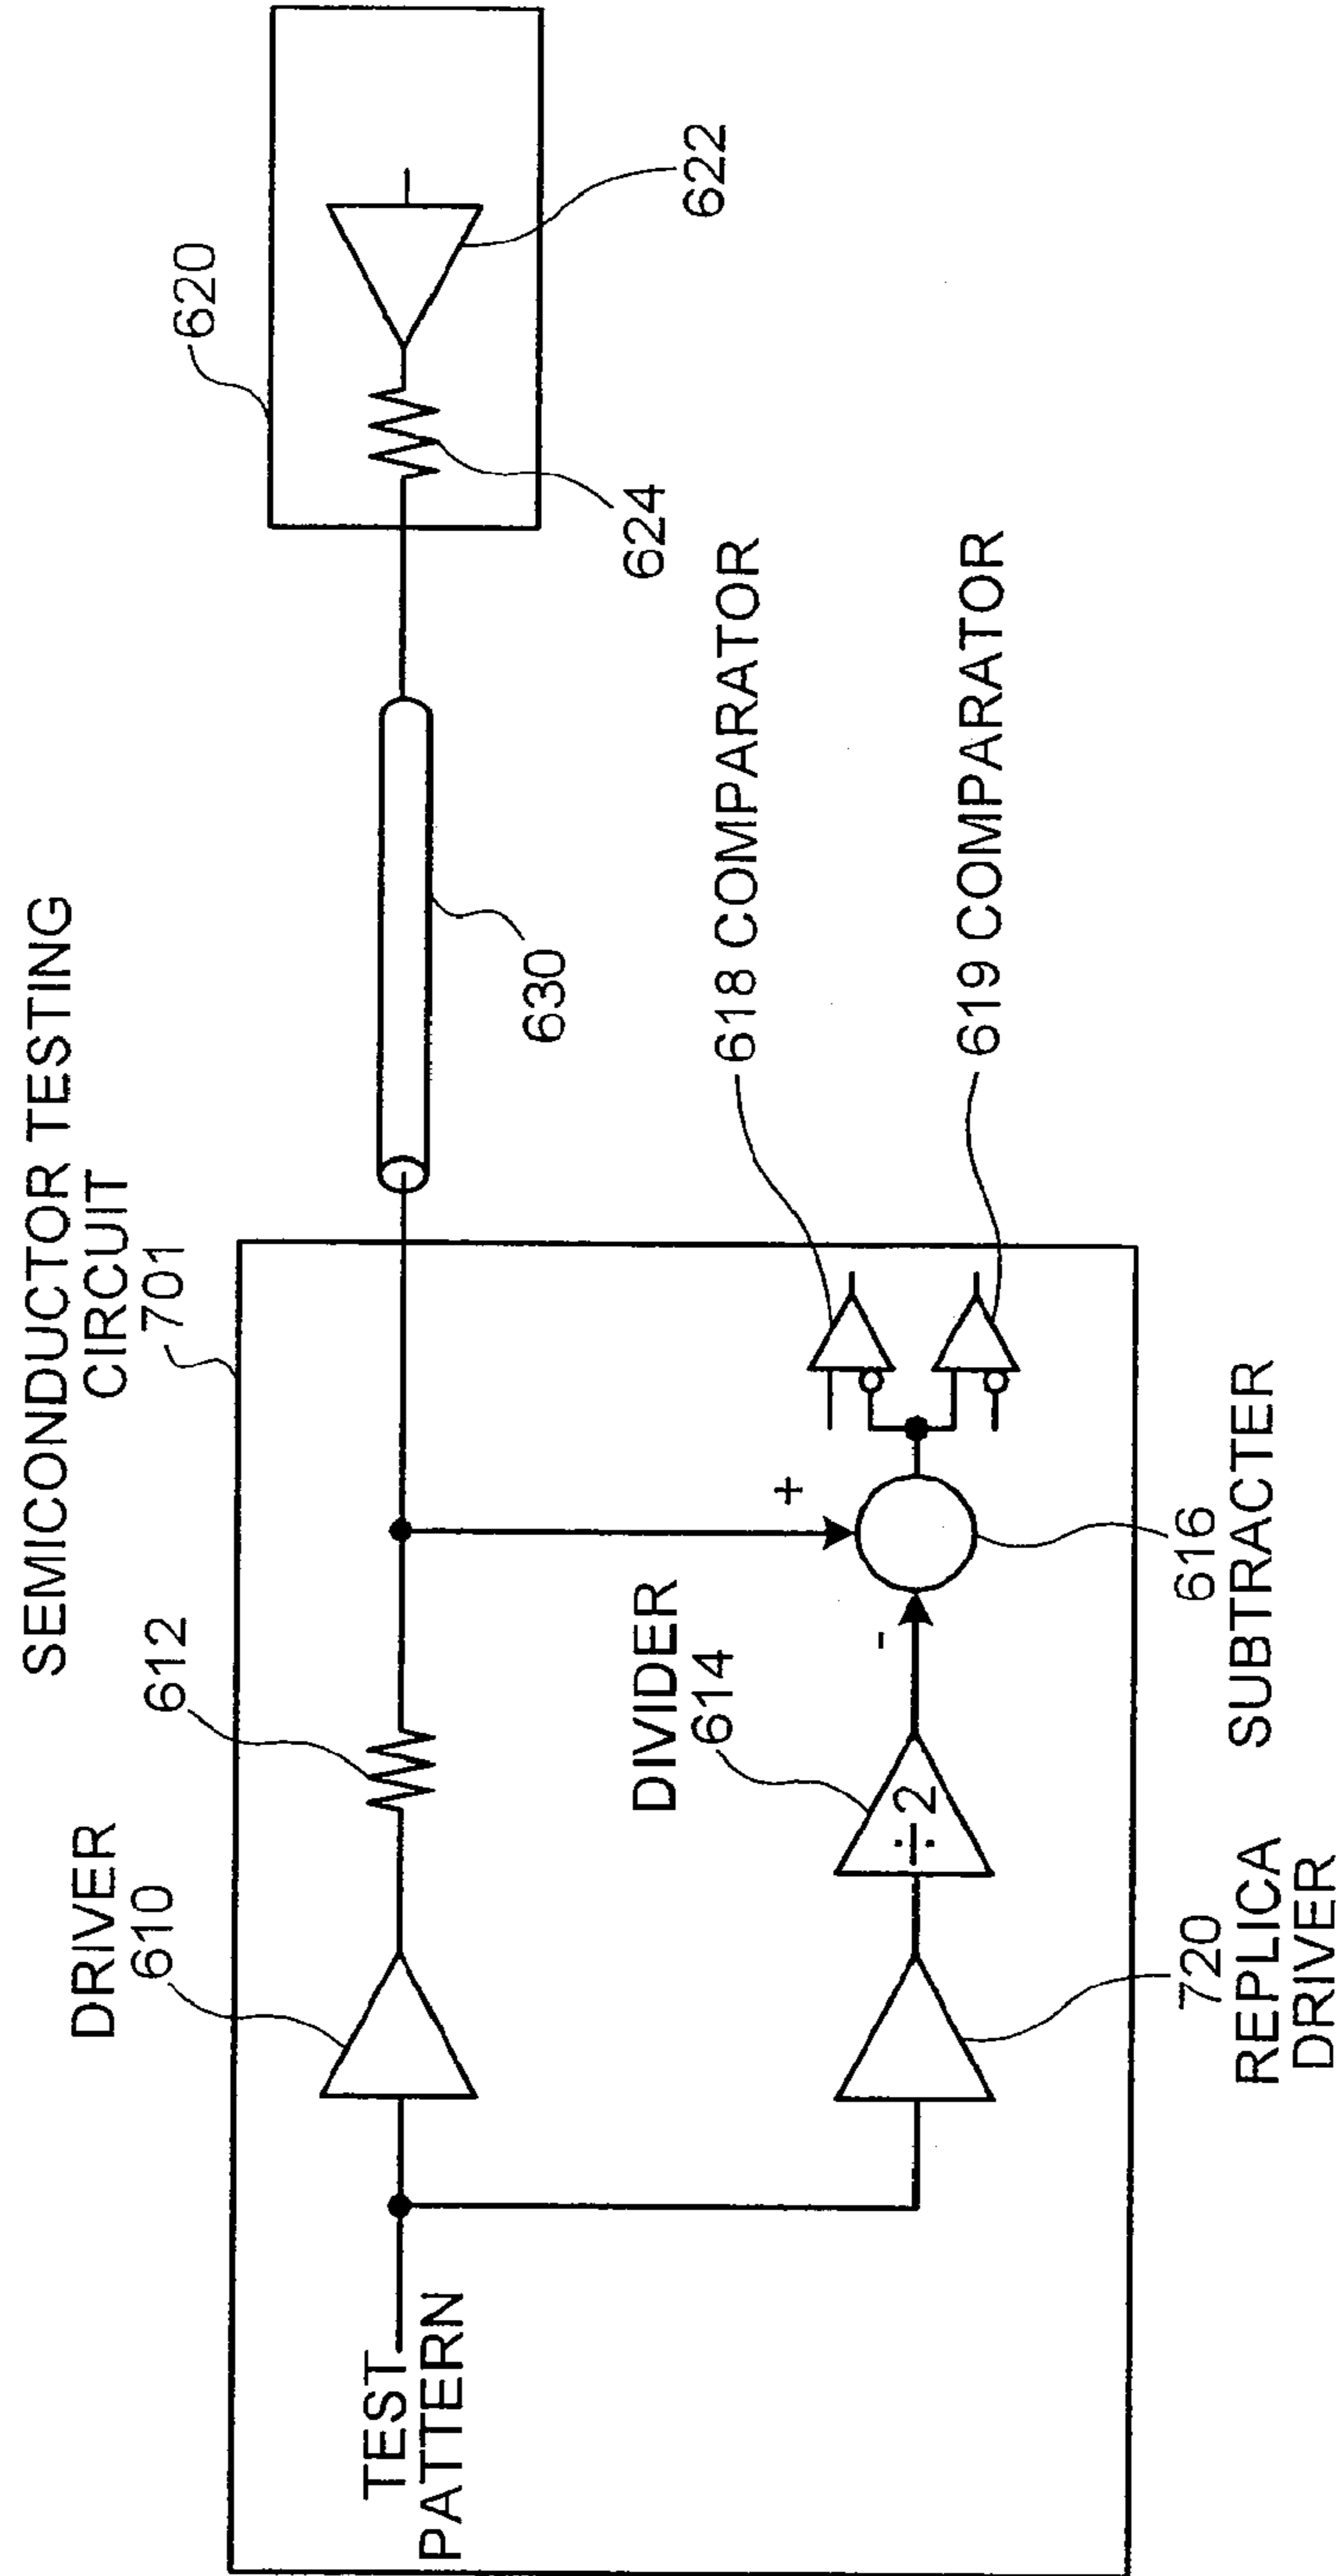 SEMICONDUCTOR TESTING
CIRCUIT
701
DRIVER
610
612
620
622
624
630
TEST
PATTERN
DIVIDER
614
÷2
+
-
618 COMPARATOR
619 COMPARATOR
720
REPLICA
DRIVER
616
SUBTRACTER